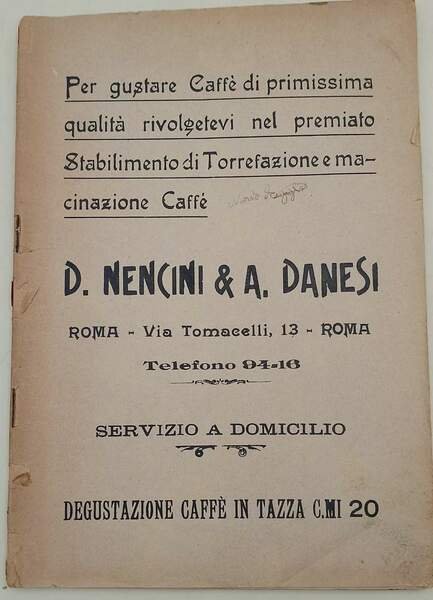 Per gustare Caffè di primissima
qualità rivolgetevi nel premiato
Stabilimento di Torrefazione e ma-
cinazione Caffé
D. NENCINI & A. DANESI
ROMA - Via Tomacelli, 13 - ROMA
Telefono 94-16
SERVIZIO A DOMICILIO
DEGUSTAZIONE CAFFÈ IN TAZZA C.MI 20